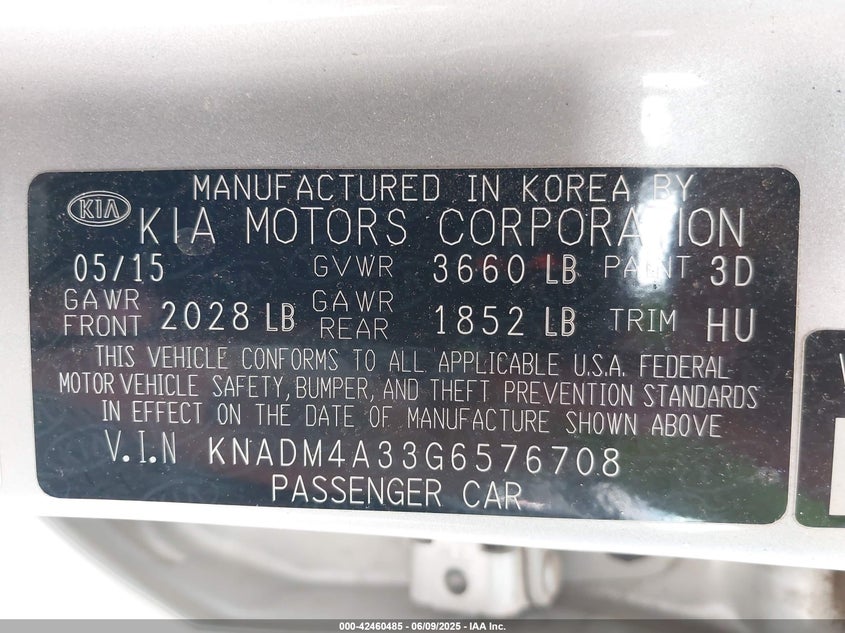 MANUFACTURED IN KOREA BY
KIA
KIA MOTORS CORPORATION
05/15 GVWR 3660 LB PAINT 3D
GAWR FRONT 2028 LB GAWR REAR 1852 LB TRIM HU
THIS VEHICLE CONFORMS TO ALL APPLICABLE U.S.A. FEDERAL
MOTOR VEHICLE SAFETY, BUMPER, AND THEFT PREVENTION STANDARDS
IN EFFECT ON THE DATE OF MANUFACTURE SHOWN ABOVE
V.I.N KNADM4A33G6576708
PASSENGER CAR
000-42460485 - 06/09/2025 - IAA Inc.